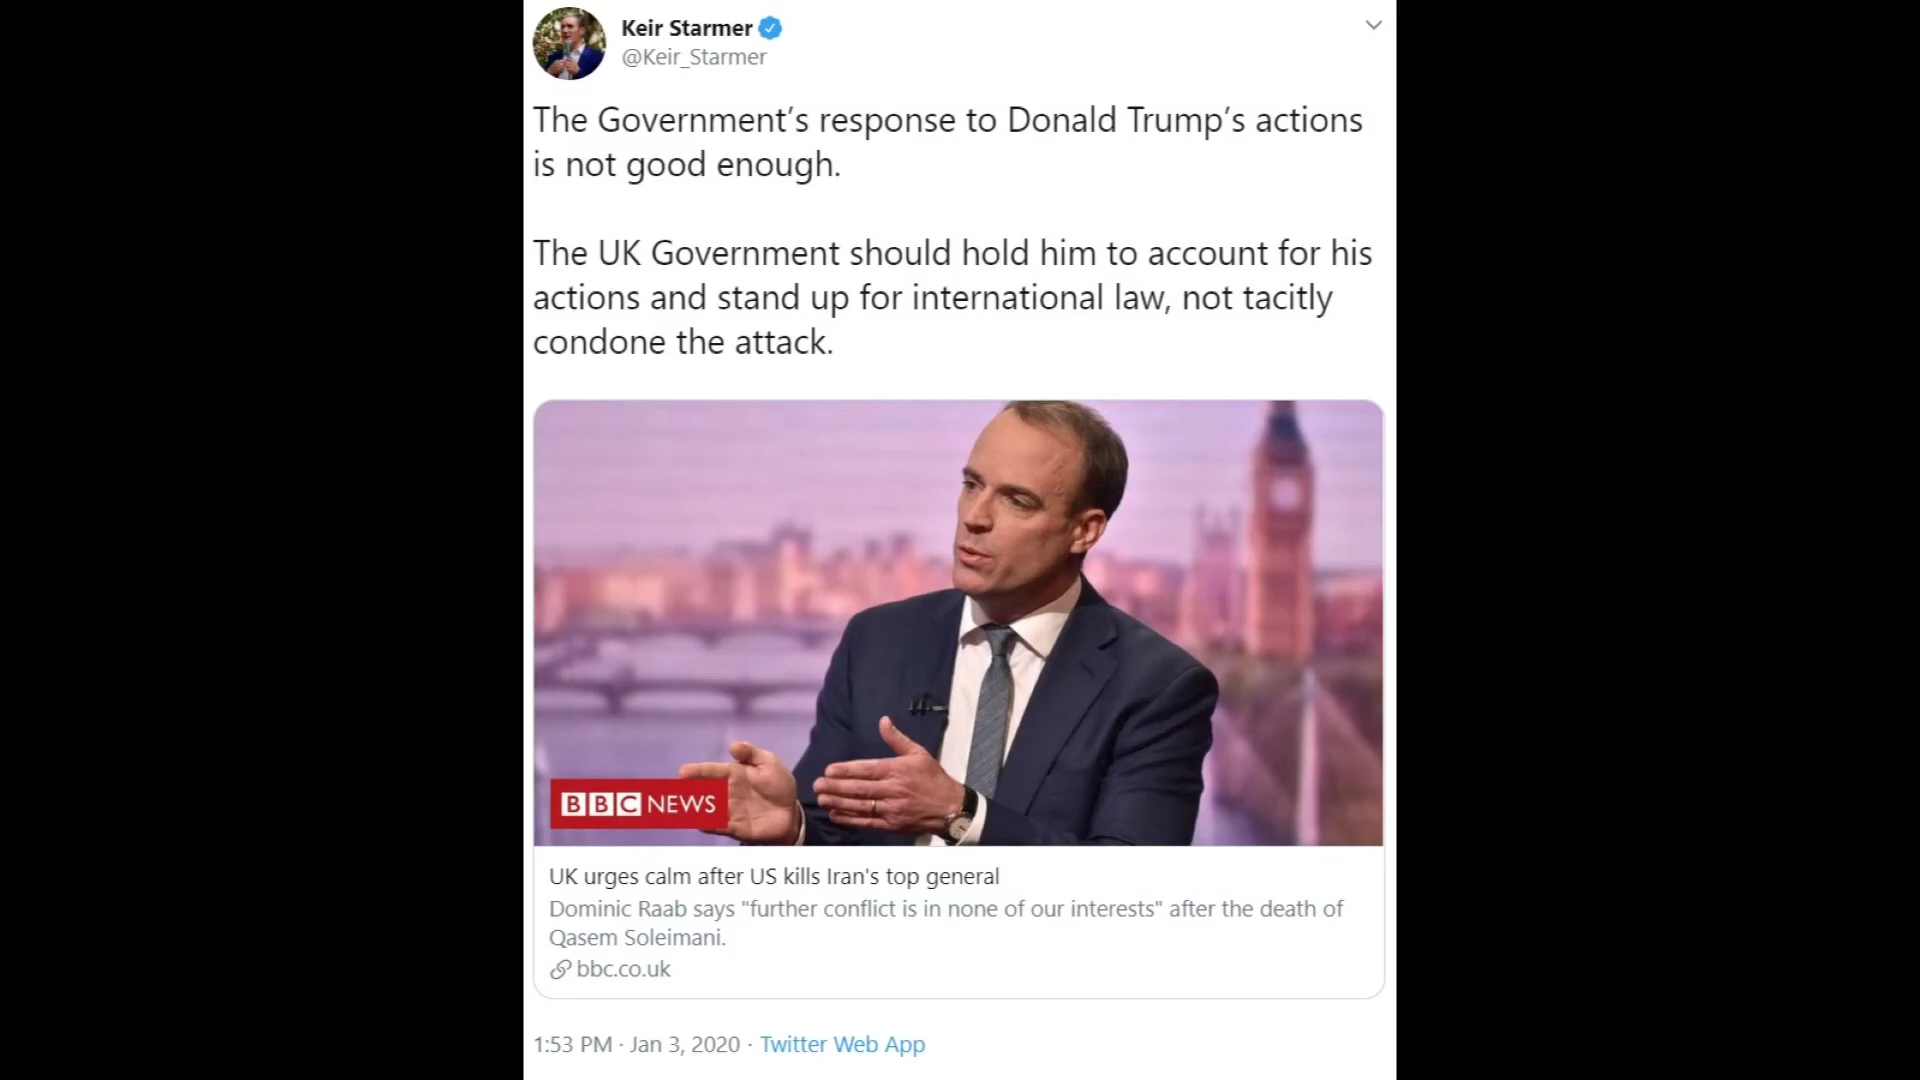 Keir Starmer
@Keir_Starmer
The Government’s response to Donald Trump’s actions
is not good enough.
The UK Government should hold him to account for his
actions and stand up for international law, not tacitly
condone the attack.
BBC NEWS
UK urges calm after US kills Iran's top general
Dominic Raab says "further conflict is in none of our interests" after the death of
Qasem Soleimani.
bbc.co.uk
1:53 PM · Jan 3, 2020 · Twitter Web App